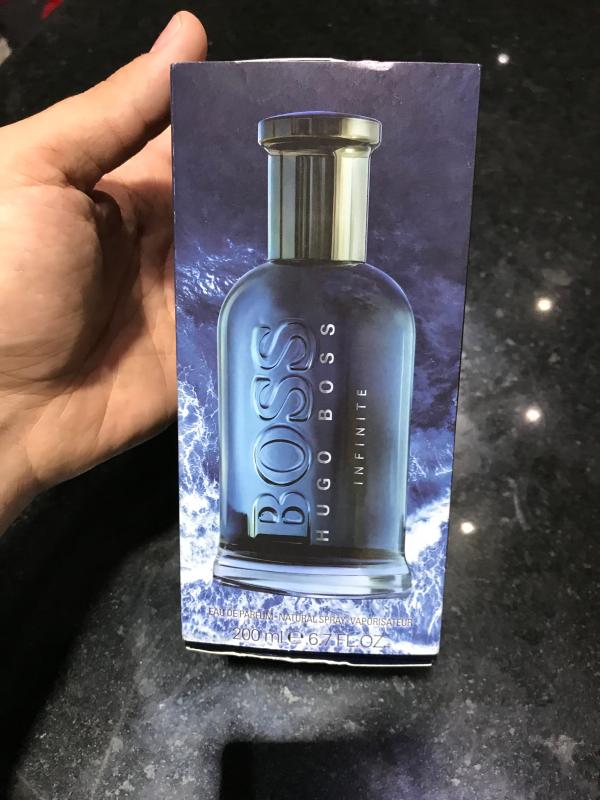 BOSS
HUGO BOSS
INFINITE
EAU DE PARFUM - NATURAL SPRAY VAPORISATEUR
200 ml ℮ 6.7 FL.OZ.